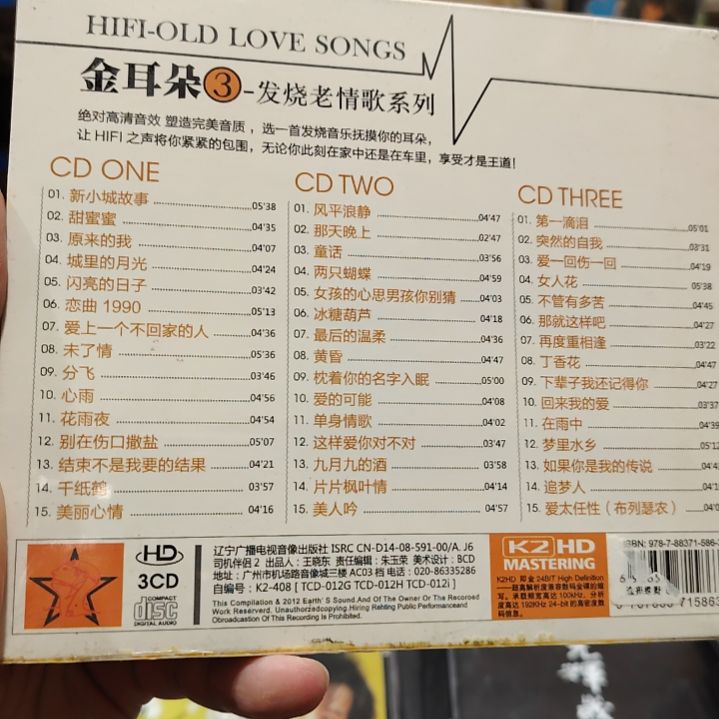 HIFI-OLD LOVE SONGS
金耳朵③-发烧老情歌系列
绝对高清音效 塑造完美音质，选一首发烧音乐抚摸你的耳朵，
让 HIFI 之声将你紧紧的包围，无论你此刻在家中还是在车里，享受才是王道！
CD ONE
01. 新小城故事 05'38
02. 甜蜜蜜 04'35
03. 原来的我 04'07
04. 城里的月光 04'24
05. 闪亮的日子 03'42
06. 恋曲 1990 05'13
07. 爱上一个不回家的人 04'36
08. 未了情 05'36
09. 分飞 03'46
10. 心雨 04'56
11. 花雨夜 04'54
12. 别在伤口撒盐 05'07
13. 结束不是我要的结果 04'21
14. 千纸鹤 03'57
15. 美丽心情 04'16
CD TWO
01. 风平浪静 04'47
02. 那天晚上 02'47
03. 童话 03'56
04. 两只蝴蝶 04'59
05. 女孩的心思男孩你别猜 04'03
06. 冰糖葫芦 04'18
07. 最后的温柔 04'36
08. 黄昏 04'47
09. 枕着你的名字入眠 05'00
10. 爱的可能 04'08
11. 单身情歌 04'02
12. 这样爱你对不对 03'47
13. 九月九的酒 03'58
14. 片片枫叶情 04'14
15. 美人吟 04'57
CD THREE
01. 第一滴泪 05'01
02. 突然的自我 03'31
03. 爱一回伤一回 04'19
04. 女人花 05'38
05. 不管有多苦 04'45
06. 那就这样吧 04'27
07. 再度重相逢 03'22
08. 丁香花 04'47
09. 下辈子我还记得你 04'27
10. 回来我的爱 03'37
11. 在雨中 04'39
12. 梦里水乡 05'12
13. 如果你是我的传说
14. 追梦人
15. 爱太任性（布列瑟农）
HD
3CD
COMPACT
disc
DIGITAL AUDIO
辽宁广播电视音像出版社 ISRC CN-D14-08-591-00/A. J6
司机伴侣 2 出品人：王晓东 责任编辑：朱玉荣 美术设计：BCD
地址：广州市机场路音像城三楼 AC03 档 电话：020-86335286
自编号：K2-408 [ TCD-012G TCD-012H TCD-012i ]
This Compilation & 2012 Earth' S Sound.And Of The Owner Or The Recorded
Work Reserverd. Unauthorzedcopying.Hiring Renting Public Performanceand
Obroadcastion Of This Recording Is Prohibited.
K2 HD
MASTERING
K2HD 即全 24BIT High Definition
ISBN: 978-7-88371-586-